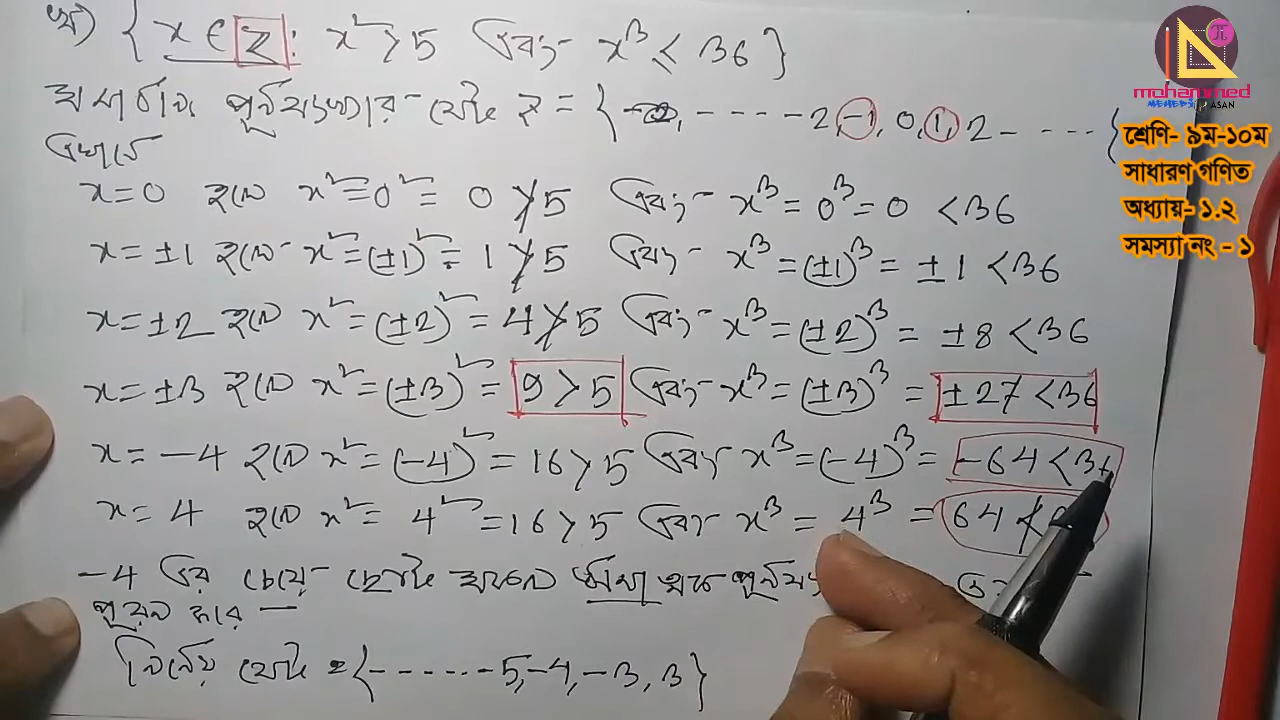 খ) { x ∈ Z : x² > 5 এবং x³ < 36 }
আমরা জানি পূর্ণসংখ্যার সেট Z = { - - - - - 2, -1, 0, 1, 2 - - - - }
এখানে
x = 0 হলে x² = 0² = 0 ≯ 5 এবং x³ = 0³ = 0 < 36
x = ±1 হলে x² = (±1)² = 1 ≯ 5 এবং x³ = (±1)³ = ±1 < 36
x = ±2 হলে x² = (±2)² = 4 ≯ 5 এবং x³ = (±2)³ = ±8 < 36
x = ±3 হলে x² = (±3)² = 9 > 5 এবং x³ = (±3)³ = ±27 < 36
x = -4 হলে x² = (-4)² = 16 > 5 এবং x³ = (-4)³ = -64 < 36
x = 4 হলে x² = 4² = 16 > 5 এবং x³ = 4³ = 64 ≮
-4 এর চেয়ে ছোট
পূরণ করে
নির্ণেয় সেট = { - - - - - 5, -4, -3, 3 }
π
mohammed
MEHEDI HASAN
শ্রেণি- ৯ম-১০ম
সাধারণ গণিত
অধ্যায়- ১.২
সমস্যা নং - ১